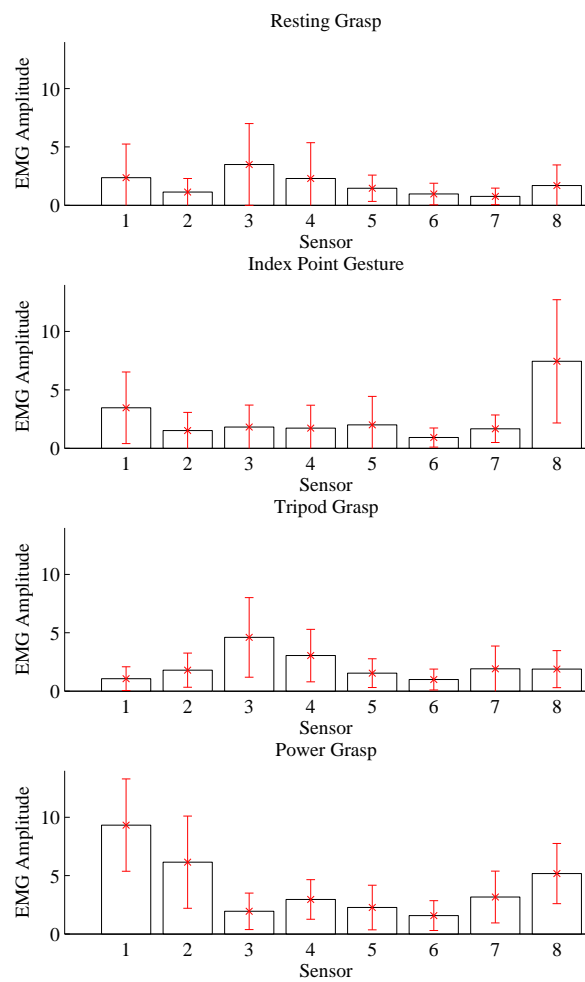 Resting Grasp
EMG Amplitude
10
5
0
1 2 3 4 5 6 7 8
Sensor
Index Point Gesture
EMG Amplitude
10
5
0
1 2 3 4 5 6 7 8
Sensor
Tripod Grasp
EMG Amplitude
10
5
0
1 2 3 4 5 6 7 8
Sensor
Power Grasp
EMG Amplitude
10
5
0
1 2 3 4 5 6 7 8
Sensor